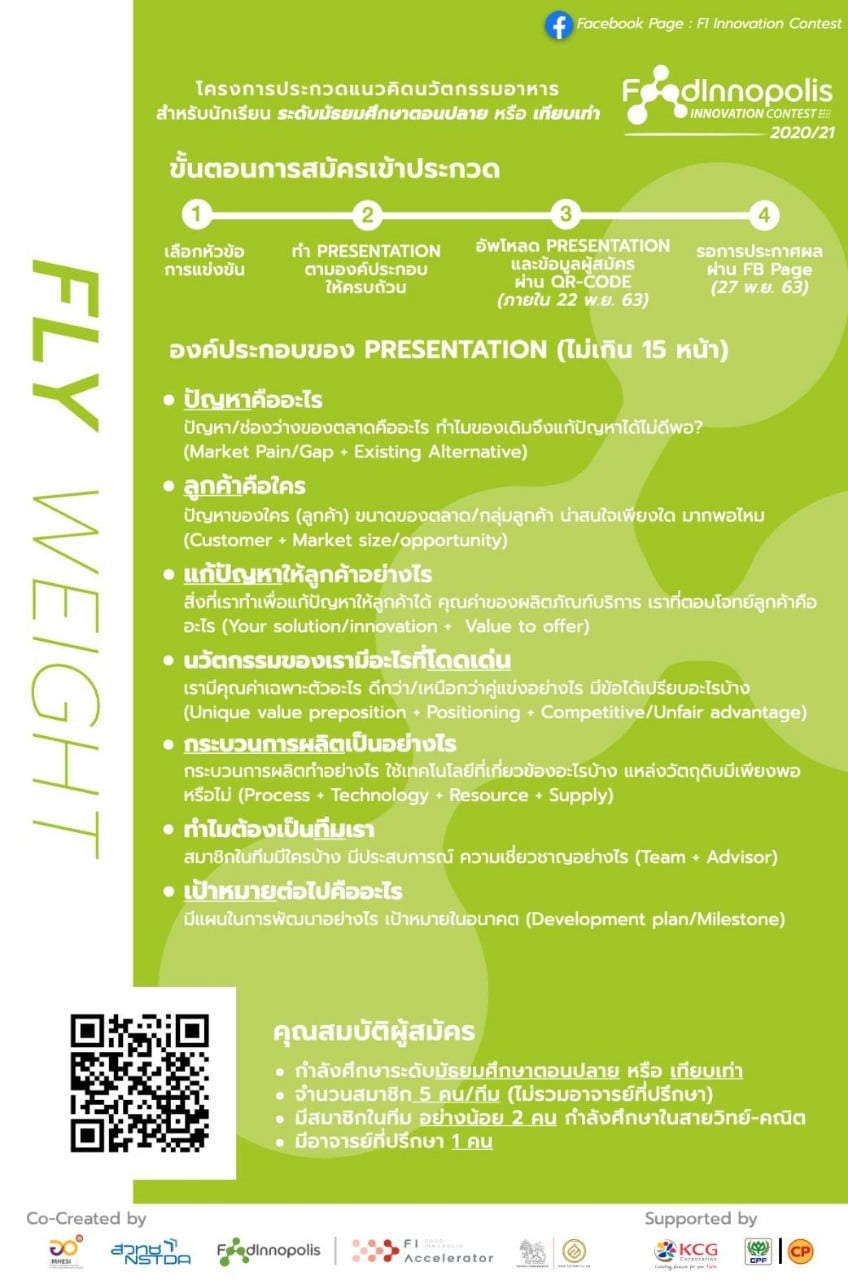 Facebook Page : FI Innovation Contest
โครงการประกวดแนวคิดนวัตกรรมอาหาร
สำหรับนักเรียน ระดับมัธยมศึกษาตอนปลาย หรือ เทียบเท่า
FoodInnopolis
INNOVATION CONTEST
2020/21
ขั้นตอนการสมัครเข้าประกวด
1
เลือกหัวข้อ
การแข่งขัน
2
ทำ PRESENTATION
ตามองค์ประกอบ
ให้ครบถ้วน
3
อัพโหลด PRESENTATION
และข้อมูลผู้สมัคร
ผ่าน QR-CODE
(ภายใน 22 พ.ย. 63)
4
รอการประกาศผล
ผ่าน FB Page
(27 พ.ย. 63)
FLY WEIGHT
องค์ประกอบของ PRESENTATION (ไม่เกิน 15 หน้า)
• ปัญหาคืออะไร
ปัญหา/ช่องว่างของตลาดคืออะไร ทำไมของเดิมจึงแก้ปัญหาได้ไม่ดีพอ?
(Market Pain/Gap + Existing Alternative)
• ลูกค้าคือใคร
ปัญหาของใคร (ลูกค้า) ขนาดของตลาด/กลุ่มลูกค้า น่าสนใจเพียงใด มากพอไหม
(Customer + Market size/opportunity)
• แก้ปัญหาให้ลูกค้าอย่างไร
สิ่งที่เราทำเพื่อแก้ปัญหาให้ลูกค้าได้ คุณค่าของผลิตภัณฑ์บริการ เราที่ตอบโจทย์ลูกค้าคือ
อะไร (Your solution/innovation + Value to offer)
• นวัตกรรมของเรามีอะไรที่โดดเด่น
เรามีคุณค่าเฉพาะตัวอะไร ดีกว่า/เหนือกว่าคู่แข่งอย่างไร มีข้อได้เปรียบอะไรบ้าง
(Unique value preposition + Positioning + Competitive/Unfair advantage)
• กระบวนการผลิตเป็นอย่างไร
กระบวนการผลิตทำอย่างไร ใช้เทคโนโลยีที่เกี่ยวข้องอะไรบ้าง แหล่งวัตถุดิบมีเพียงพอ
หรือไม่ (Process + Technology + Resource + Supply)
• ทำไมต้องเป็นทีมเรา
สมาชิกในทีมมีใครบ้าง มีประสบการณ์ ความเชี่ยวชาญอย่างไร (Team + Advisor)
• เป้าหมายต่อไปคืออะไร
มีแผนในการพัฒนาอย่างไร เป้าหมายในอนาคต (Development plan/Milestone)
คุณสมบัติผู้สมัคร
• กำลังศึกษาระดับมัธยมศึกษาตอนปลาย หรือ เทียบเท่า
• จำนวนสมาชิก 5 คน/ทีม (ไม่รวมอาจารย์ที่ปรึกษา)
• มีสมาชิกในทีม อย่างน้อย 2 คน กำลังศึกษาในสายวิทย์-คณิต
• มีอาจารย์ที่ปรึกษา 1 คน
Co-Created by
MHESI
สวทช
NSTDA
FoodInnopolis
FI FOOD INNOPOLIS
Accelerator
Supported by
KCG
Corporation
CPF
CP